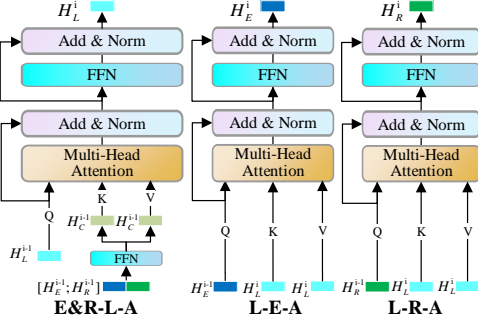 H_L^i H_E^i H_R^i
Add & Norm Add & Norm Add & Norm
FFN FFN FFN
Add & Norm Add & Norm Add & Norm
Multi-Head Attention Multi-Head Attention Multi-Head Attention
Q K V Q K V Q K V
H_C^{i-1} H_C^{i-1}
H_L^{i-1}
FFN
[H_E^{i-1}; H_R^{i-1}] H_E^{i-1} H_L^i H_L^i H_R^{i-1} H_L^i H_L^i
E&R-L-A L-E-A L-R-A